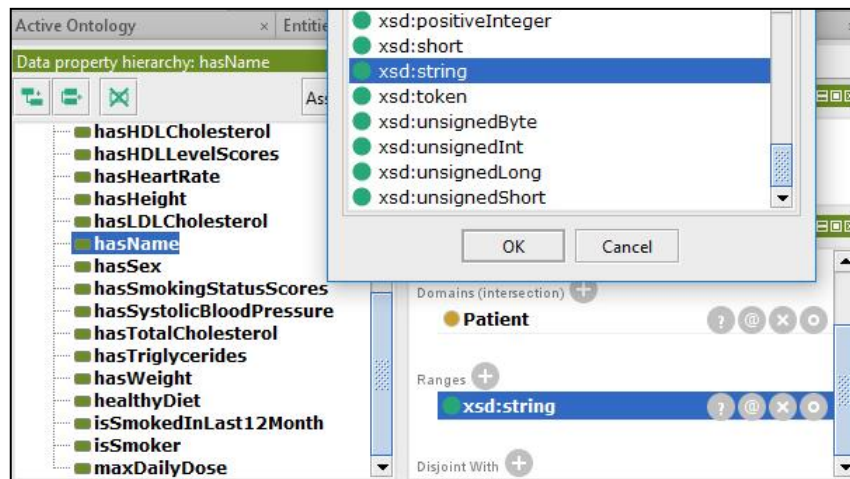 Active Ontology × Entitie
Data property hierarchy: hasName
As
hasHDLCholesterol
hasHDLLevelScores
hasHeartRate
hasHeight
hasLDLCholesterol
hasName
hasSex
hasSmokingStatusScores
hasSystolicBloodPressure
hasTotalCholesterol
hasTriglycerides
hasWeight
healthyDiet
isSmokedInLast12Month
isSmoker
maxDailyDose
xsd:positiveInteger
xsd:short
xsd:string
xsd:token
xsd:unsignedByte
xsd:unsignedInt
xsd:unsignedLong
xsd:unsignedShort
OK Cancel
Domains (intersection)
Patient
Ranges
xsd:string
Disjoint With